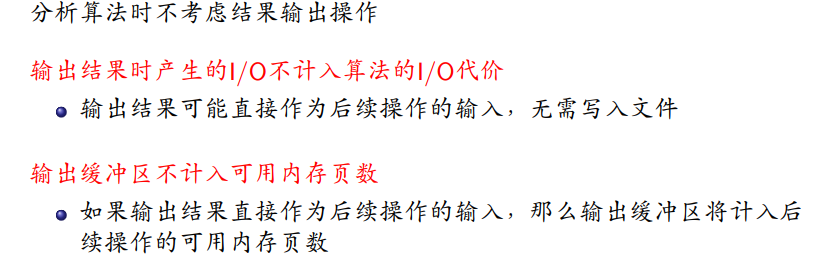 分析算法时不考虑结果输出操作
输出结果时产生的I/O不计入算法的I/O代价
输出结果可能直接作为后续操作的输入，无需写入文件
输出缓冲区不计入可用内存页数
如果输出结果直接作为后续操作的输入，那么输出缓冲区将计入后
续操作的可用内存页数